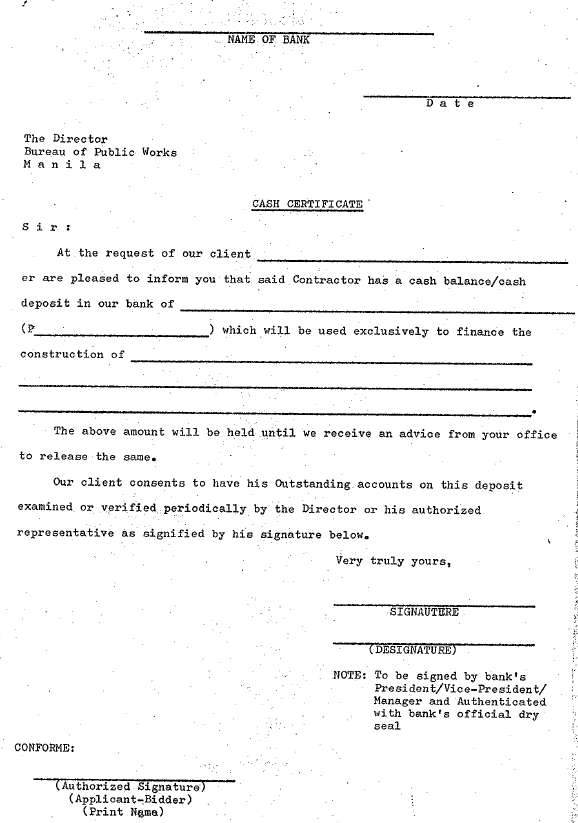 NAME OF BANK
D a t e
The Director
Bureau of Public Works
M a n i l a
CASH CERTIFICATE
S i r :
At the request of our client
er are pleased to inform you that said Contractor has a cash balance/cash
deposit in our bank of
(P                    ) which will be used exclusively to finance the
construction of
.
The above amount will be held until we receive an advice from your office
to release the same.
Our client consents to have his Outstanding accounts on this deposit
examined or verified periodically by the Director or his authorized
representative as signified by his signature below.
Very truly yours,
SIGNAUTERE
(DESIGNATURE)
NOTE: To be signed by bank's
President/Vice-President/
Manager and Authenticated
with bank's official dry
seal
CONFORME:
(Authorized Signature)
(Applicant-Bidder)
(Print Name)